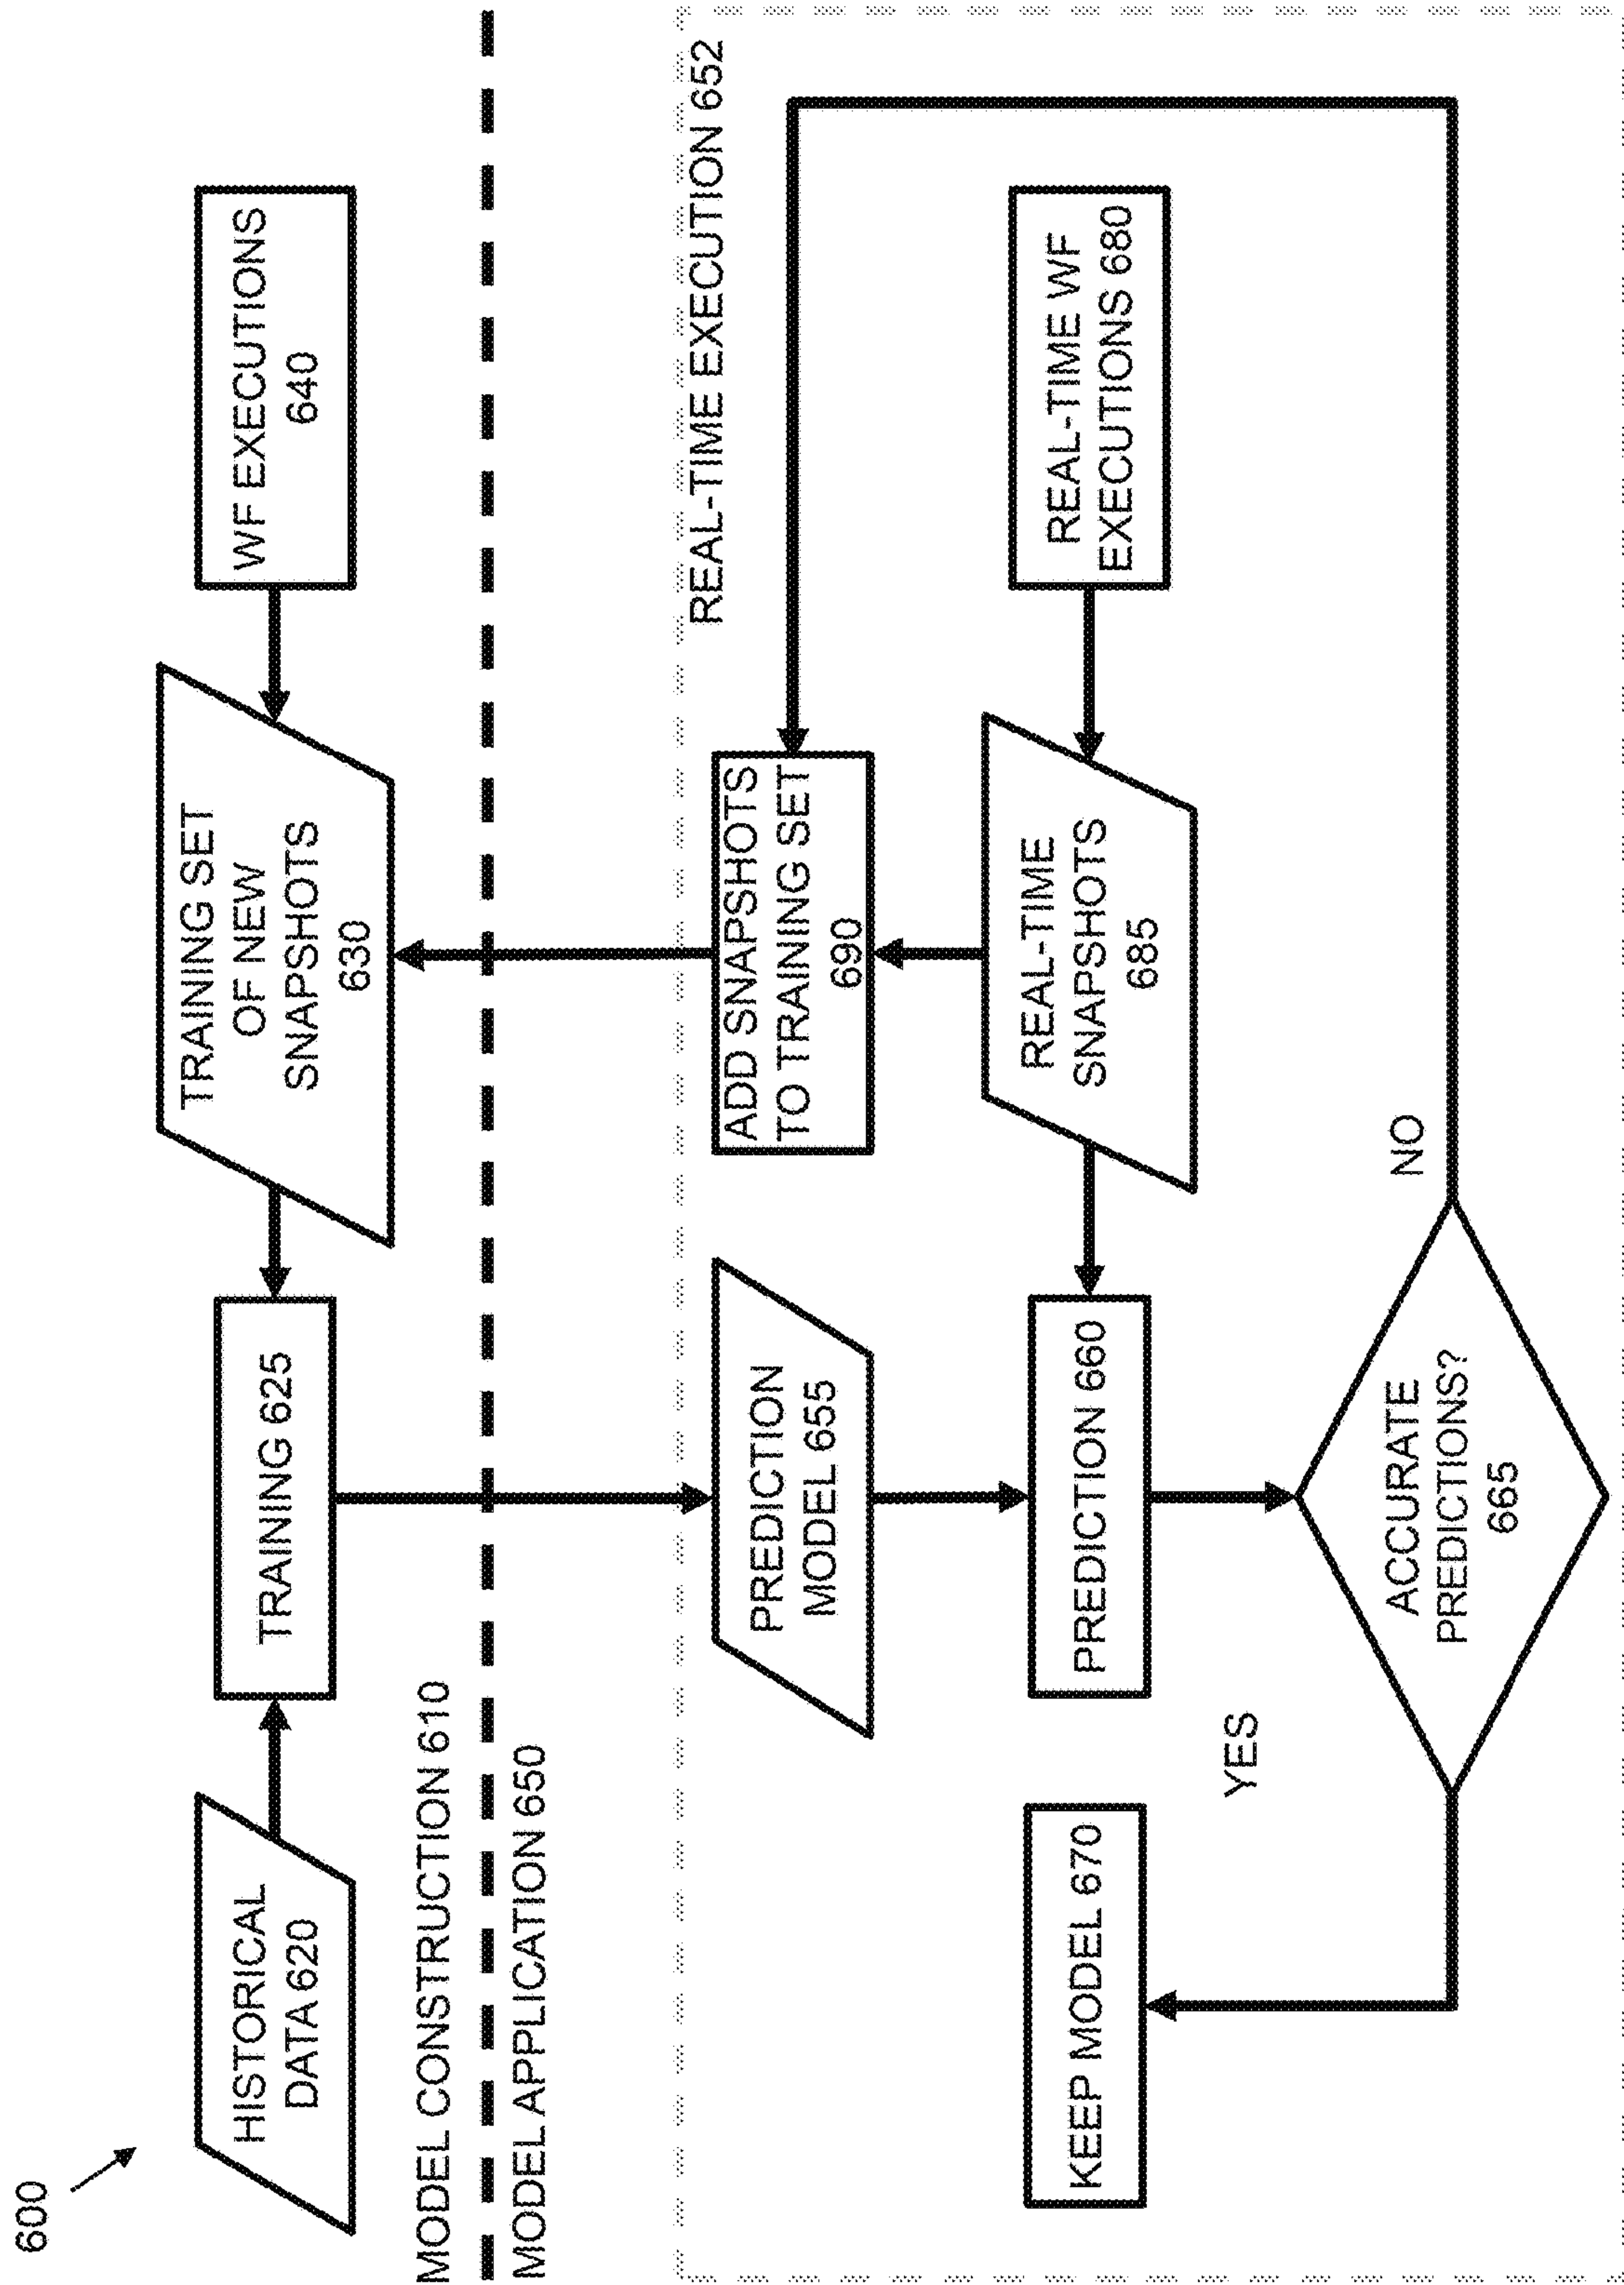 600
HISTORICAL
DATA 620
TRAINING 625
TRAINING SET
OF NEW
SNAPSHOTS
630
WF EXECUTIONS
640
MODEL CONSTRUCTION 610
MODEL APPLICATION 650
REAL-TIME EXECUTION 652
PREDICTION
MODEL 655
ADD SNAPSHOTS
TO TRAINING SET
690
KEEP MODEL 670
PREDICTION 660
REAL-TIME
SNAPSHOTS
685
REAL-TIME WF
EXECUTIONS 680
YES
ACCURATE
PREDICTIONS?
665
NO